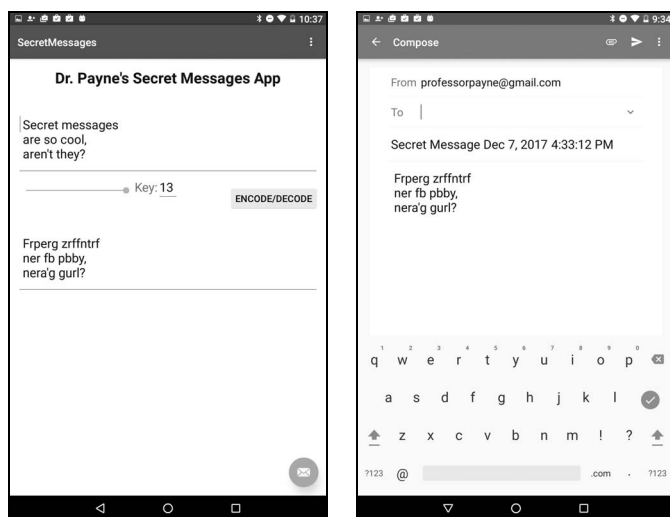 10:37
SecretMessages
Dr. Payne's Secret Messages App
Secret messages
are so cool,
aren't they?
Key: 13
ENCODE/DECODE
Frperg zrffntrf
ner fb pbby,
nera'g gurl?
9:34
Compose
From professorpayne@gmail.com
To
Secret Message Dec 7, 2017 4:33:12 PM
Frperg zrffntrf
ner fb pbby,
nera'g gurl?
1 2 3 4 5 6 7 8 9 0
q w e r t y u i o p
a s d f g h j k l
z x c v b n m ! ?
?123 @ .com . ?123